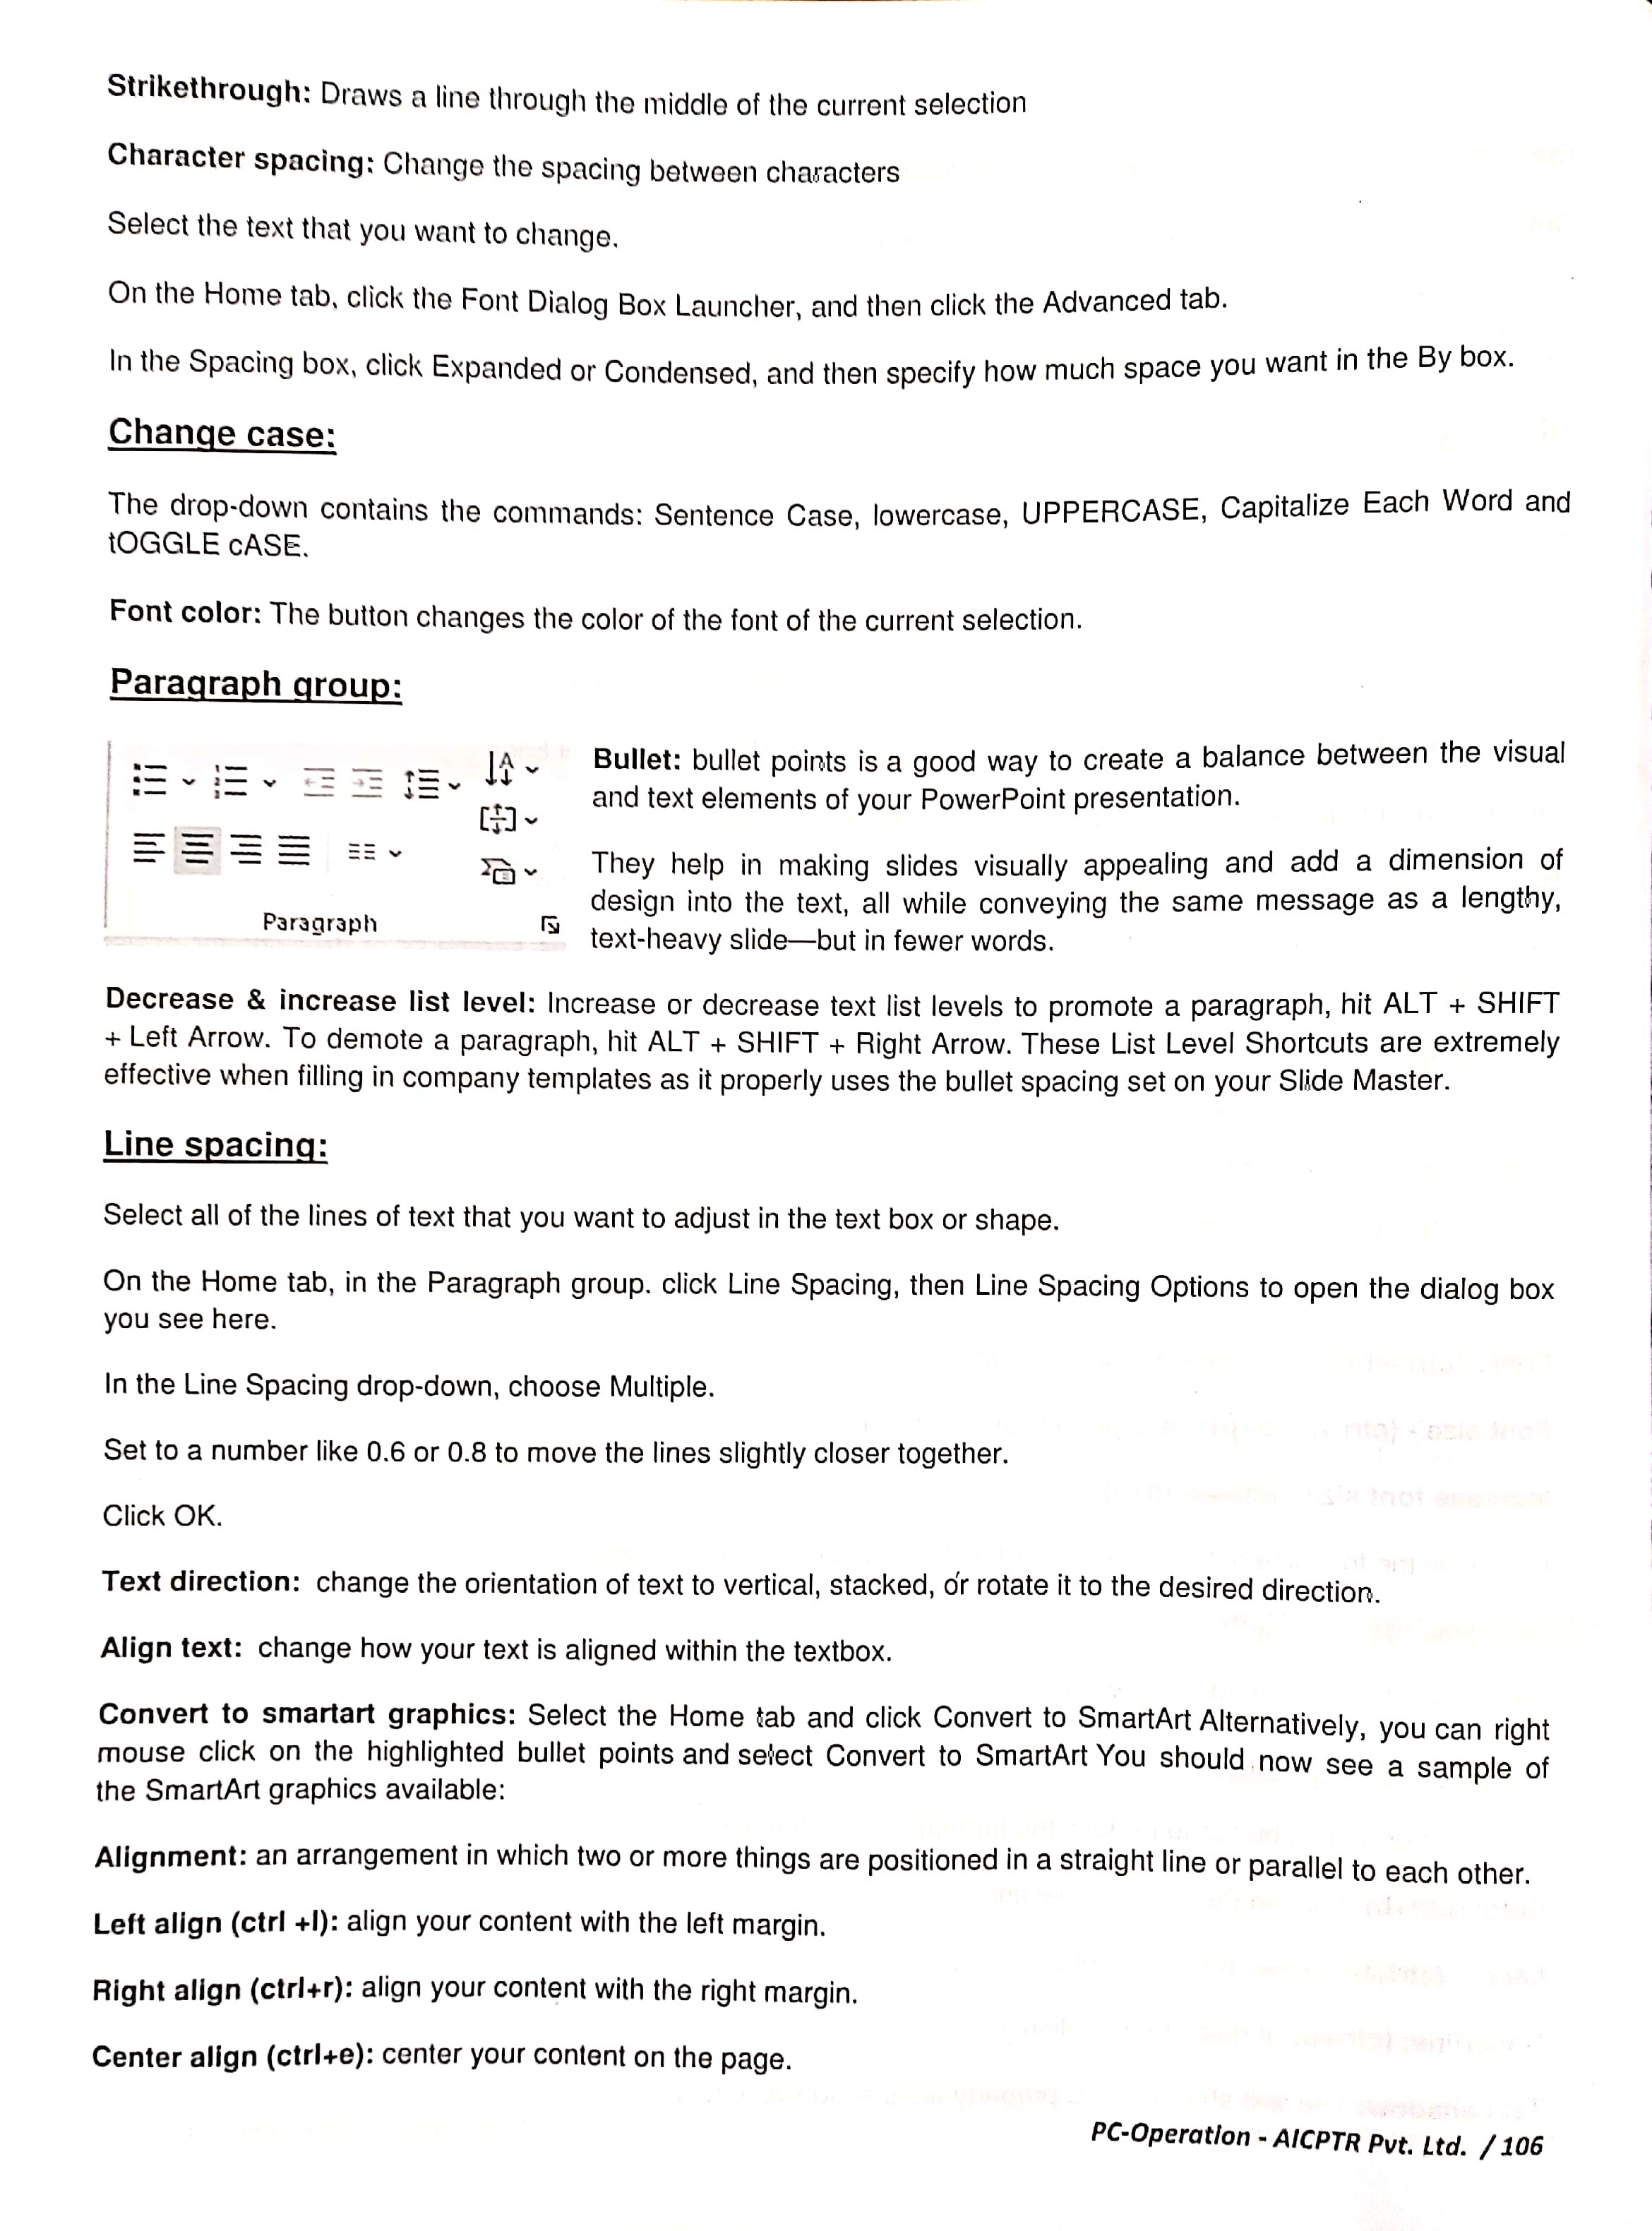 Strikethrough: Draws a line through the middle of the current selection
Character spacing: Change the spacing between characters
Select the text that you want to change.
On the Home tab, click the Font Dialog Box Launcher, and then click the Advanced tab.
In the Spacing box, click Expanded or Condensed, and then specify how much space you want in the By box.
Change case:
The drop-down contains the commands: Sentence Case, lowercase, UPPERCASE, Capitalize Each Word and
tOGGLE cASE.
Font color: The button changes the color of the font of the current selection.
Paragraph group:
Paragraph
Bullet: bullet points is a good way to create a balance between the visual
and text elements of your PowerPoint presentation.
They help in making slides visually appealing and add a dimension of
design into the text, all while conveying the same message as a lengthy,
text-heavy slide—but in fewer words.
Decrease & increase list level: Increase or decrease text list levels to promote a paragraph, hit ALT + SHIFT
+ Left Arrow. To demote a paragraph, hit ALT + SHIFT + Right Arrow. These List Level Shortcuts are extremely
effective when filling in company templates as it properly uses the bullet spacing set on your Slide Master.
Line spacing:
Select all of the lines of text that you want to adjust in the text box or shape.
On the Home tab, in the Paragraph group. click Line Spacing, then Line Spacing Options to open the dialog box
you see here.
In the Line Spacing drop-down, choose Multiple.
Set to a number like 0.6 or 0.8 to move the lines slightly closer together.
Click OK.
Text direction: change the orientation of text to vertical, stacked, or rotate it to the desired direction.
Align text: change how your text is aligned within the textbox.
Convert to smartart graphics: Select the Home tab and click Convert to SmartArt Alternatively, you can right
mouse click on the highlighted bullet points and select Convert to SmartArt You should now see a sample of
the SmartArt graphics available:
Alignment: an arrangement in which two or more things are positioned in a straight line or parallel to each other.
Left align (ctrl +l): align your content with the left margin.
Right align (ctrl+r): align your content with the right margin.
Center align (ctrl+e): center your content on the page.
PC-Operation - AICPTR Pvt. Ltd. / 106